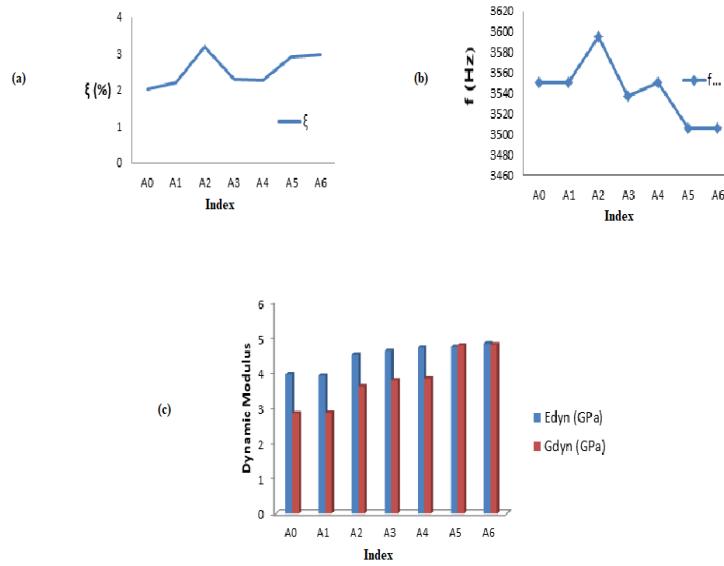 (a)
ξ (%)
4
3
2
1
0
A0 A1 A2 A3 A4 A5 A6
Index
ξ
(b)
f (Hz)
3620
3600
3580
3560
3540
3520
3500
3480
3460
A0 A1 A2 A3 A4 A5 A6
Index
f...
(c)
Dynamic Modulus
6
5
4
3
2
1
0
A0 A1 A2 A3 A4 A5 A6
Index
Edyn (GPa)
Gdyn (GPa)